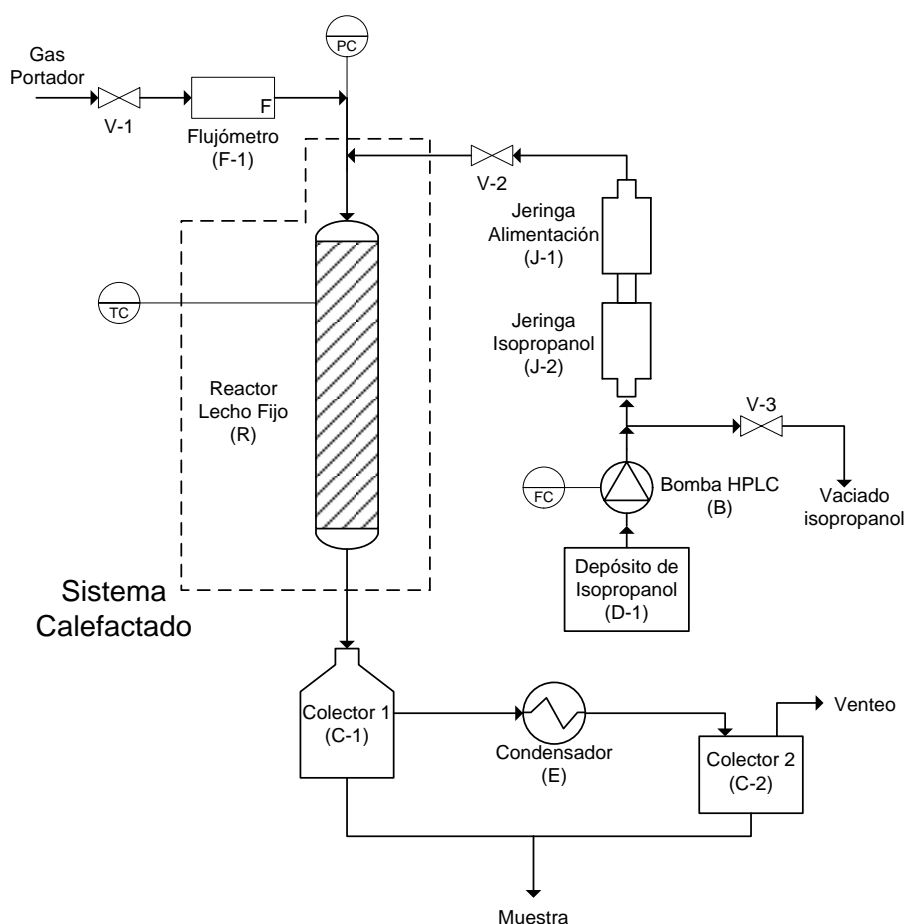 PC
Gas
Portador
V-1
F
Flujómetro
(F-1)
V-2
Jeringa
Alimentación
(J-1)
TC
Jeringa
Isopropanol
(J-2)
Reactor
Lecho Fijo
(R)
V-3
FC
Bomba HPLC
(B)
Vaciado
isopropanol
Depósito de
Isopropanol
(D-1)
Sistema
Calefactado
Colector 1
(C-1)
Condensador
(E)
Venteo
Colector 2
(C-2)
Muestra